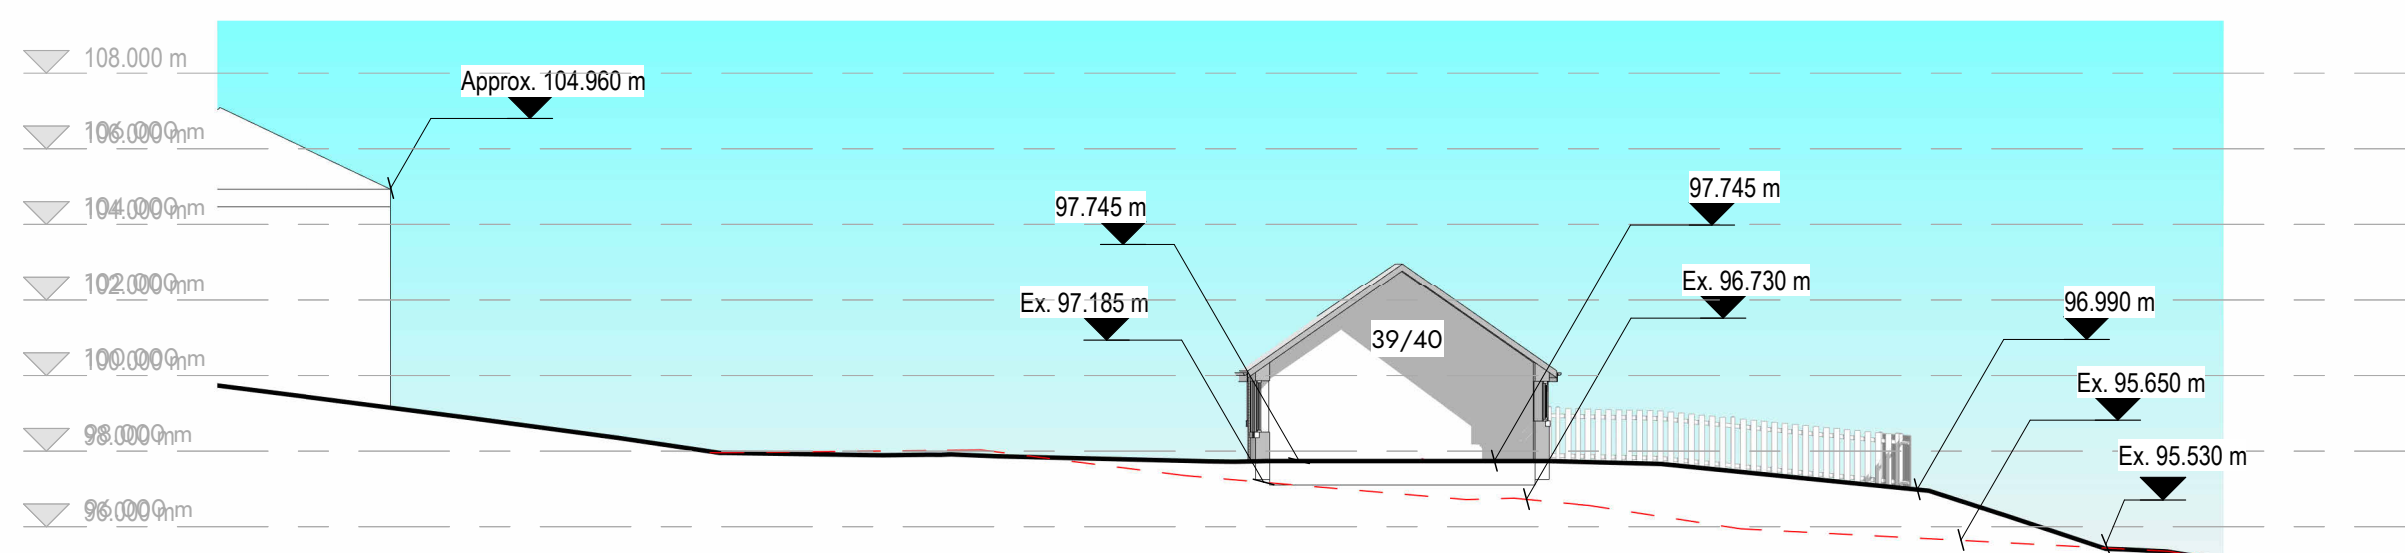 108.000 m
Approx. 104.960 m
106.000 m
97.745 m
97.745 m
104.000 m
Ex. 96.730 m
102.000 m
Ex. 97.185 m
96.990 m
39/40
100.000 m
Ex. 95.650 m
98.000 m
Ex. 95.530 m
96.000 m